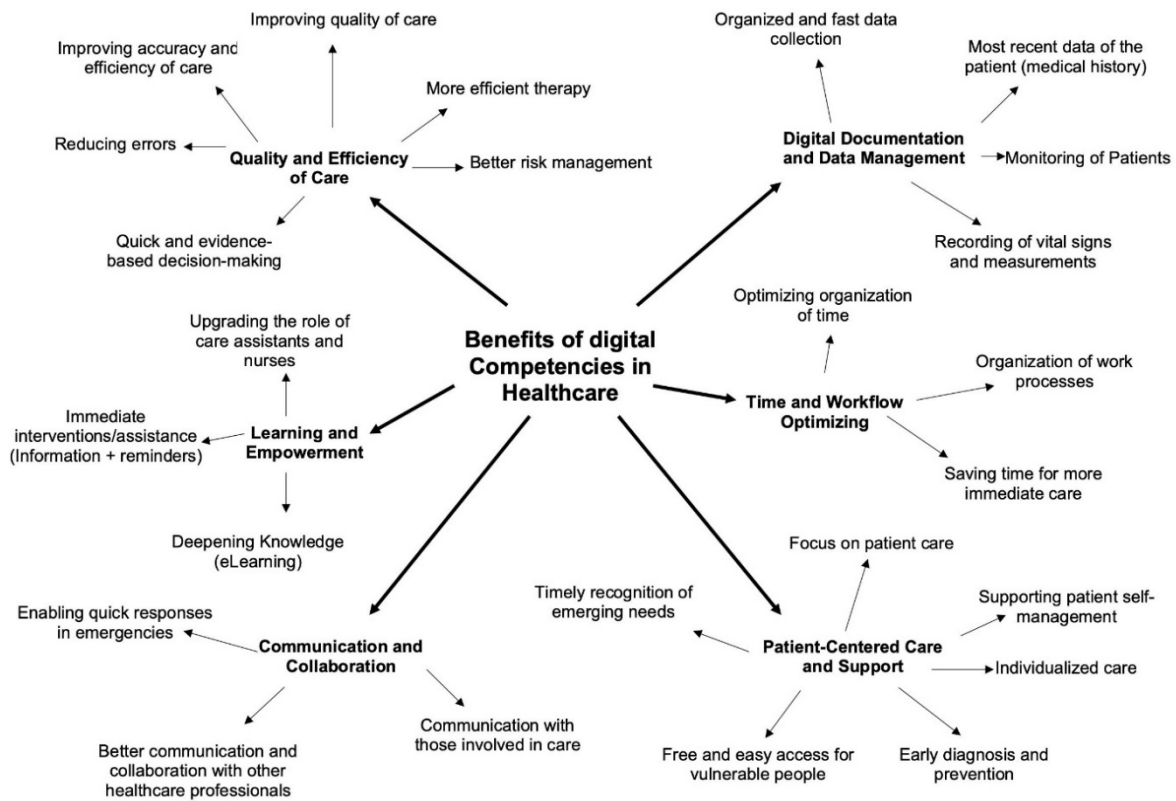 Improving quality of care
Improving accuracy and
efficiency of care
More efficient therapy
Reducing errors
Quality and Efficiency
of Care
Better risk management
Quick and evidence-
based decision-making
Organized and fast data
collection
Most recent data of the
patient (medical history)
Digital Documentation
and Data Management
Monitoring of Patients
Recording of vital signs
and measurements
Benefits of digital
Competencies in
Healthcare
Upgrading the role of
care assistants and
nurses
Immediate
interventions/assistance
(Information + reminders)
Learning and
Empowerment
Deepening Knowledge
(eLearning)
Optimizing organization
of time
Organization of work
processes
Time and Workflow
Optimizing
Saving time for more
immediate care
Enabling quick responses
in emergencies
Communication and
Collaboration
Better communication and
collaboration with other
healthcare professionals
Communication with
those involved in care
Focus on patient care
Timely recognition of
emerging needs
Supporting patient self-
management
Patient-Centered Care
and Support
Individualized care
Free and easy access for
vulnerable people
Early diagnosis and
prevention